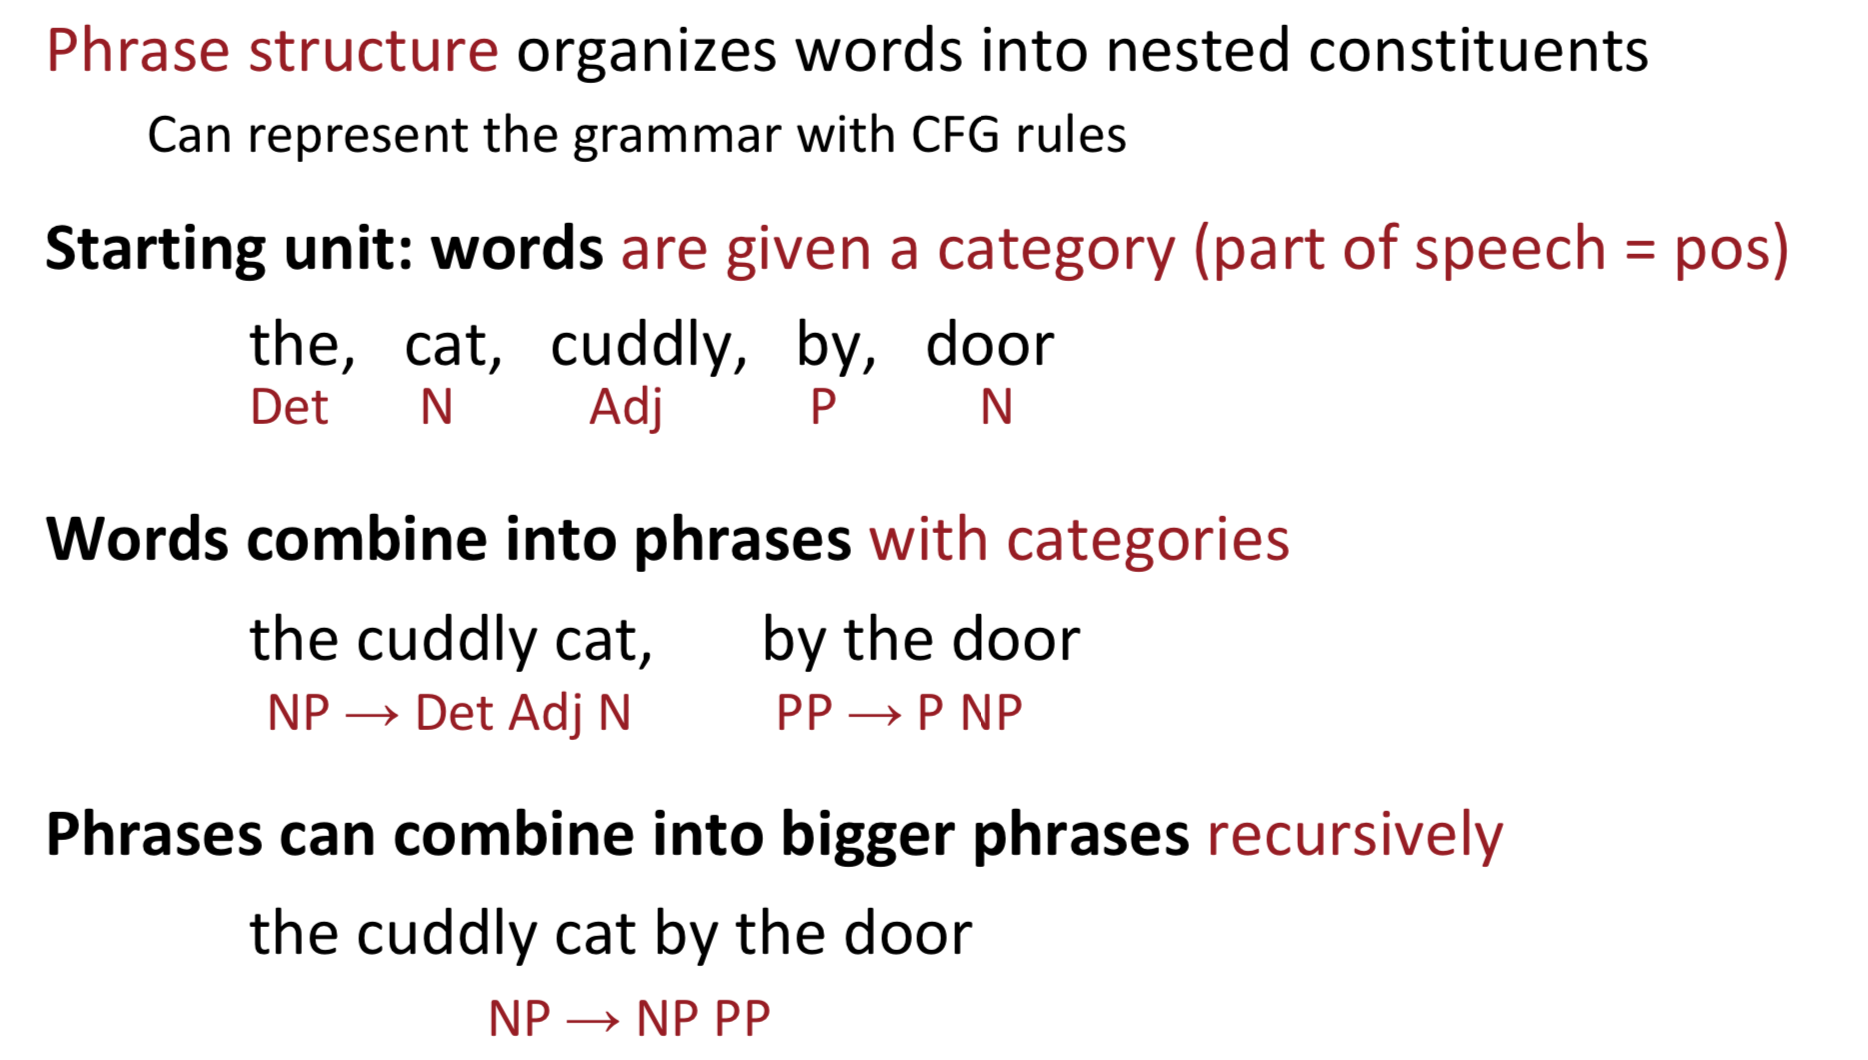 Phrase structure organizes words into nested constituents
Can represent the grammar with CFG rules
Starting unit: words are given a category (part of speech = pos)
the, cat, cuddly, by, door
Det N Adj P N
Words combine into phrases with categories
the cuddly cat, by the door
NP → Det Adj N PP → P NP
Phrases can combine into bigger phrases recursively
the cuddly cat by the door
NP → NP PP